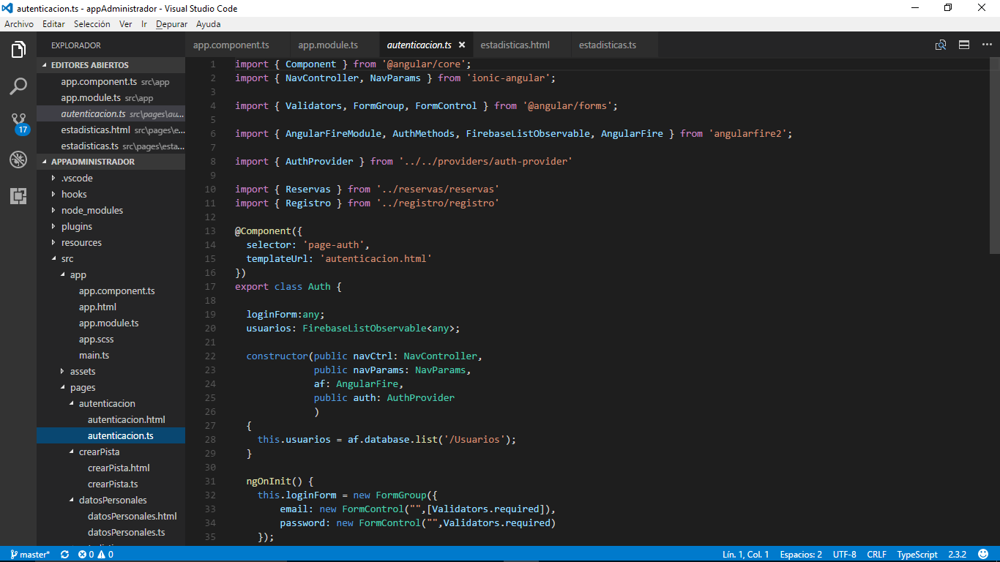 autenticacion.ts - appAdministrador - Visual Studio Code
Archivo Editar Selección Ver Ir Depurar Ayuda
EXPLORADOR
EDITORES ABIERTOS
app.component.ts src\app
app.module.ts src\app
autenticacion.ts src\pages\au...
estadisticas.html src\pages\e...
estadisticas.ts src\pages\esta...
APPADMINISTRADOR
.vscode
hooks
node_modules
plugins
resources
src
app
app.component.ts
app.html
app.module.ts
app.scss
main.ts
assets
pages
autenticacion
autenticacion.html
autenticacion.ts
crearPista
crearPista.html
crearPista.ts
datosPersonales
datosPersonales.html
datosPersonales.ts
17
app.component.ts app.module.ts autenticacion.ts estadisticas.html estadisticas.ts
1 import { Component } from '@angular/core';
2 import { NavController, NavParams } from 'ionic-angular';
3
4 import { Validators, FormGroup, FormControl } from '@angular/forms';
5
6 import { AngularFireModule, AuthMethods, FirebaseListObservable, AngularFire } from 'angularfire2';
7
8 import { AuthProvider } from '../../providers/auth-provider'
9
10 import { Reservas } from '../reservas/reservas'
11 import { Registro } from '../registro/registro'
12
13 @Component({
14   selector: 'page-auth',
15   templateUrl: 'autenticacion.html'
16 })
17 export class Auth {
18
19   loginForm:any;
20   usuarios: FirebaseListObservable<any>;
21
22   constructor(public navCtrl: NavController,
23               public navParams: NavParams,
24               af: AngularFire,
25               public auth: AuthProvider
26               )
27   {
28     this.usuarios = af.database.list('/Usuarios');
29   }
30
31   ngOnInit() {
32     this.loginForm = new FormGroup({
33         email: new FormControl("",[Validators.required]),
34         password: new FormControl("",Validators.required)
35     });
master* 0 0 Lín. 1, Col. 1 Espacios: 2 UTF-8 CRLF TypeScript 2.3.2